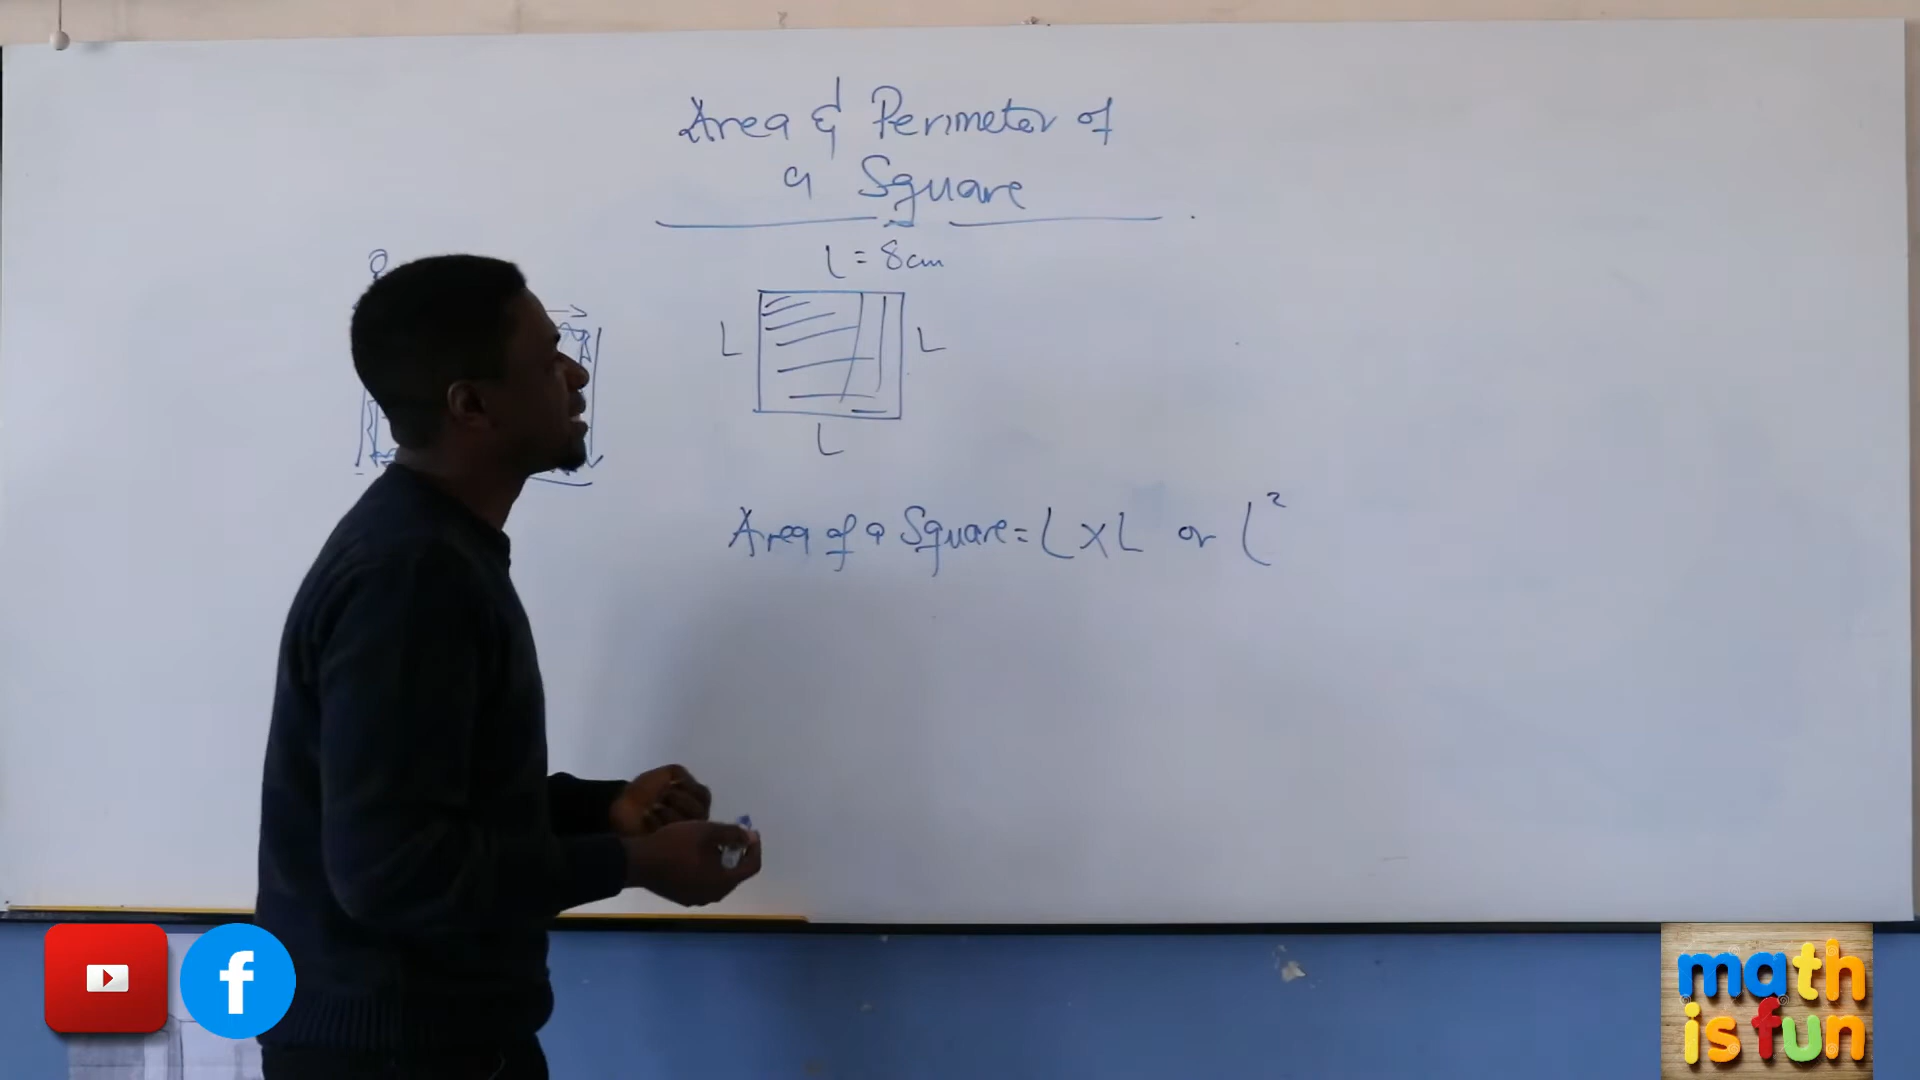 Area & Perimeter of
a Square
L = 8cm
L
L
L
Area of a Square = L X L or L²
f
math
is fun